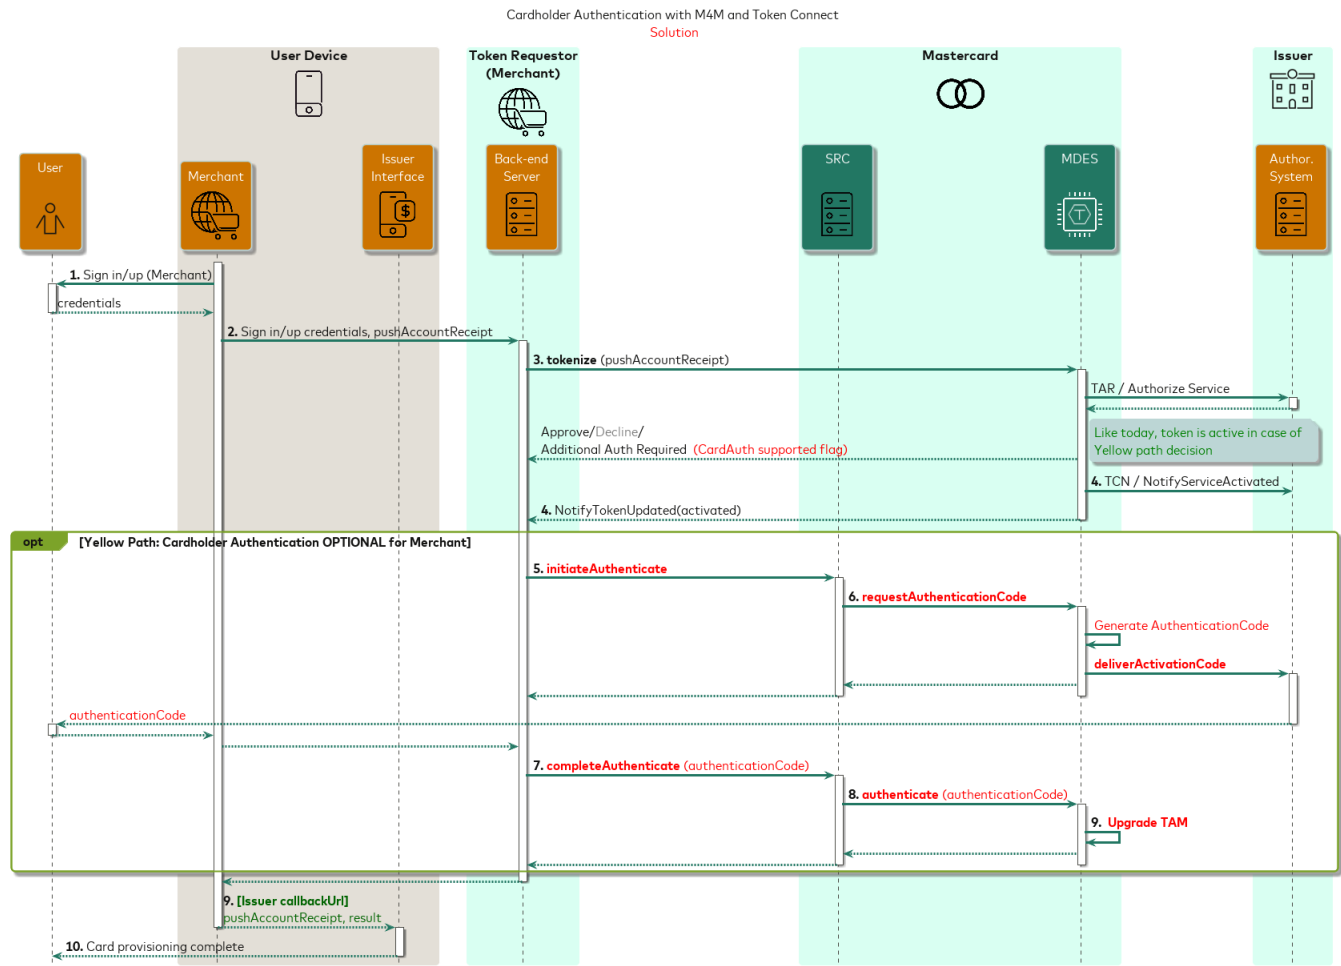 Cardholder Authentication with M4M and Token Connect
Solution
User Device
Token Requestor
(Merchant)
Mastercard
Issuer
User
Merchant
Issuer
Interface
Back-end
Server
SRC
MDES
T
Author.
System
1. Sign in/up (Merchant)
credentials
2. Sign in/up credentials, pushAccountReceipt
3. tokenize (pushAccountReceipt)
TAR / Authorize Service
Approve/Decline/
Additional Auth Required (CardAuth supported flag)
Like today, token is active in case of
Yellow path decision
4. TCN / NotifyServiceActivated
4. NotifyTokenUpdated(activated)
opt
[Yellow Path: Cardholder Authentication OPTIONAL for Merchant]
5. initiateAuthenticate
6. requestAuthenticationCode
Generate AuthenticationCode
deliverActivationCode
authenticationCode
7. completeAuthenticate (authenticationCode)
8. authenticate (authenticationCode)
9. Upgrade TAM
9. [Issuer callbackUrl]
pushAccountReceipt, result
10. Card provisioning complete